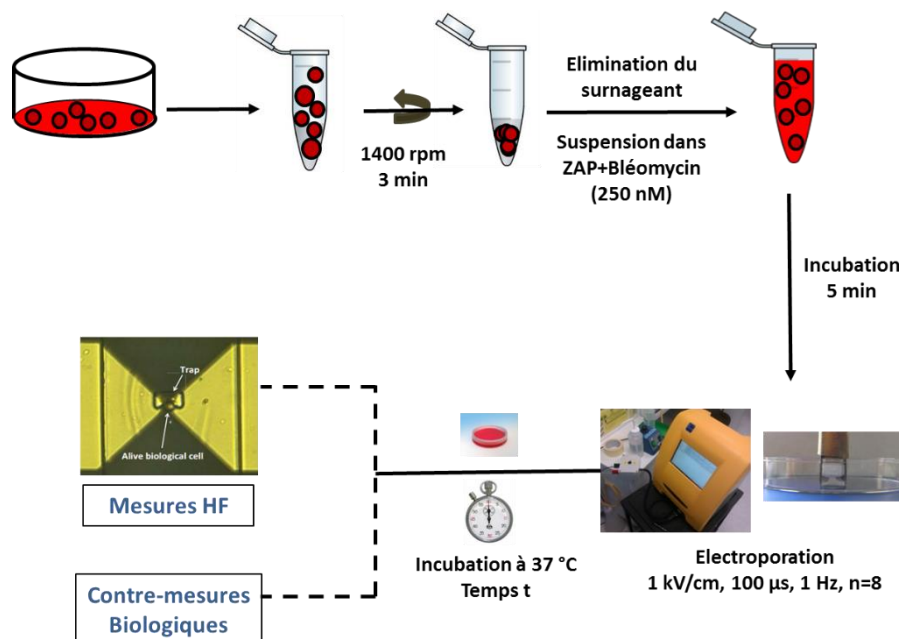 1400 rpm
3 min
Elimination du
surnageant
Suspension dans
ZAP+Bléomycin
(250 nM)
Incubation
5 min
Electroporation
1 kV/cm, 100 µs, 1 Hz, n=8
Incubation à 37 °C
Temps t
Trap
Alive biological cell
Mesures HF
Contre-mesures
Biologiques